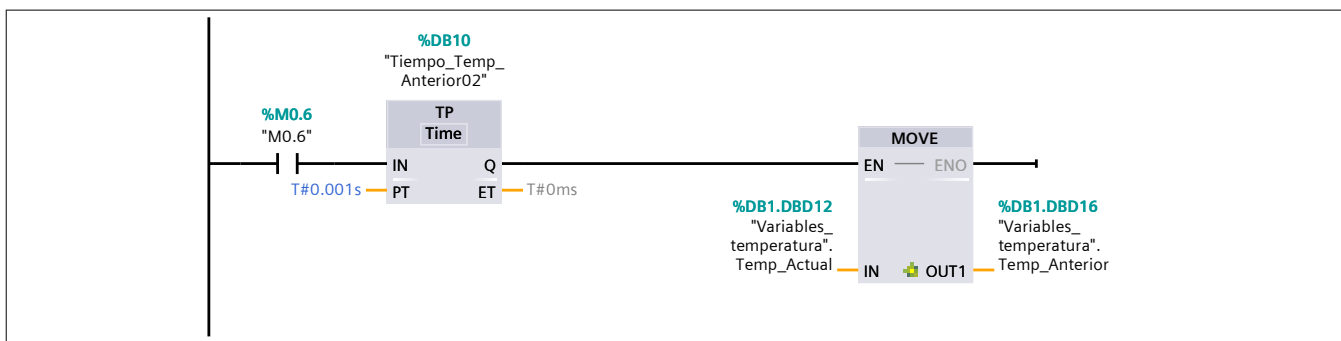 %DB10
"Tiempo_Temp_
Anterior02"
TP
Time
%M0.6
"M0.6"
IN
Q
T#0.001s
PT
ET
T#0ms
MOVE
EN
ENO
%DB1.DBD12
"Variables_
temperatura".
Temp_Actual
IN
OUT1
%DB1.DBD16
"Variables_
temperatura".
Temp_Anterior